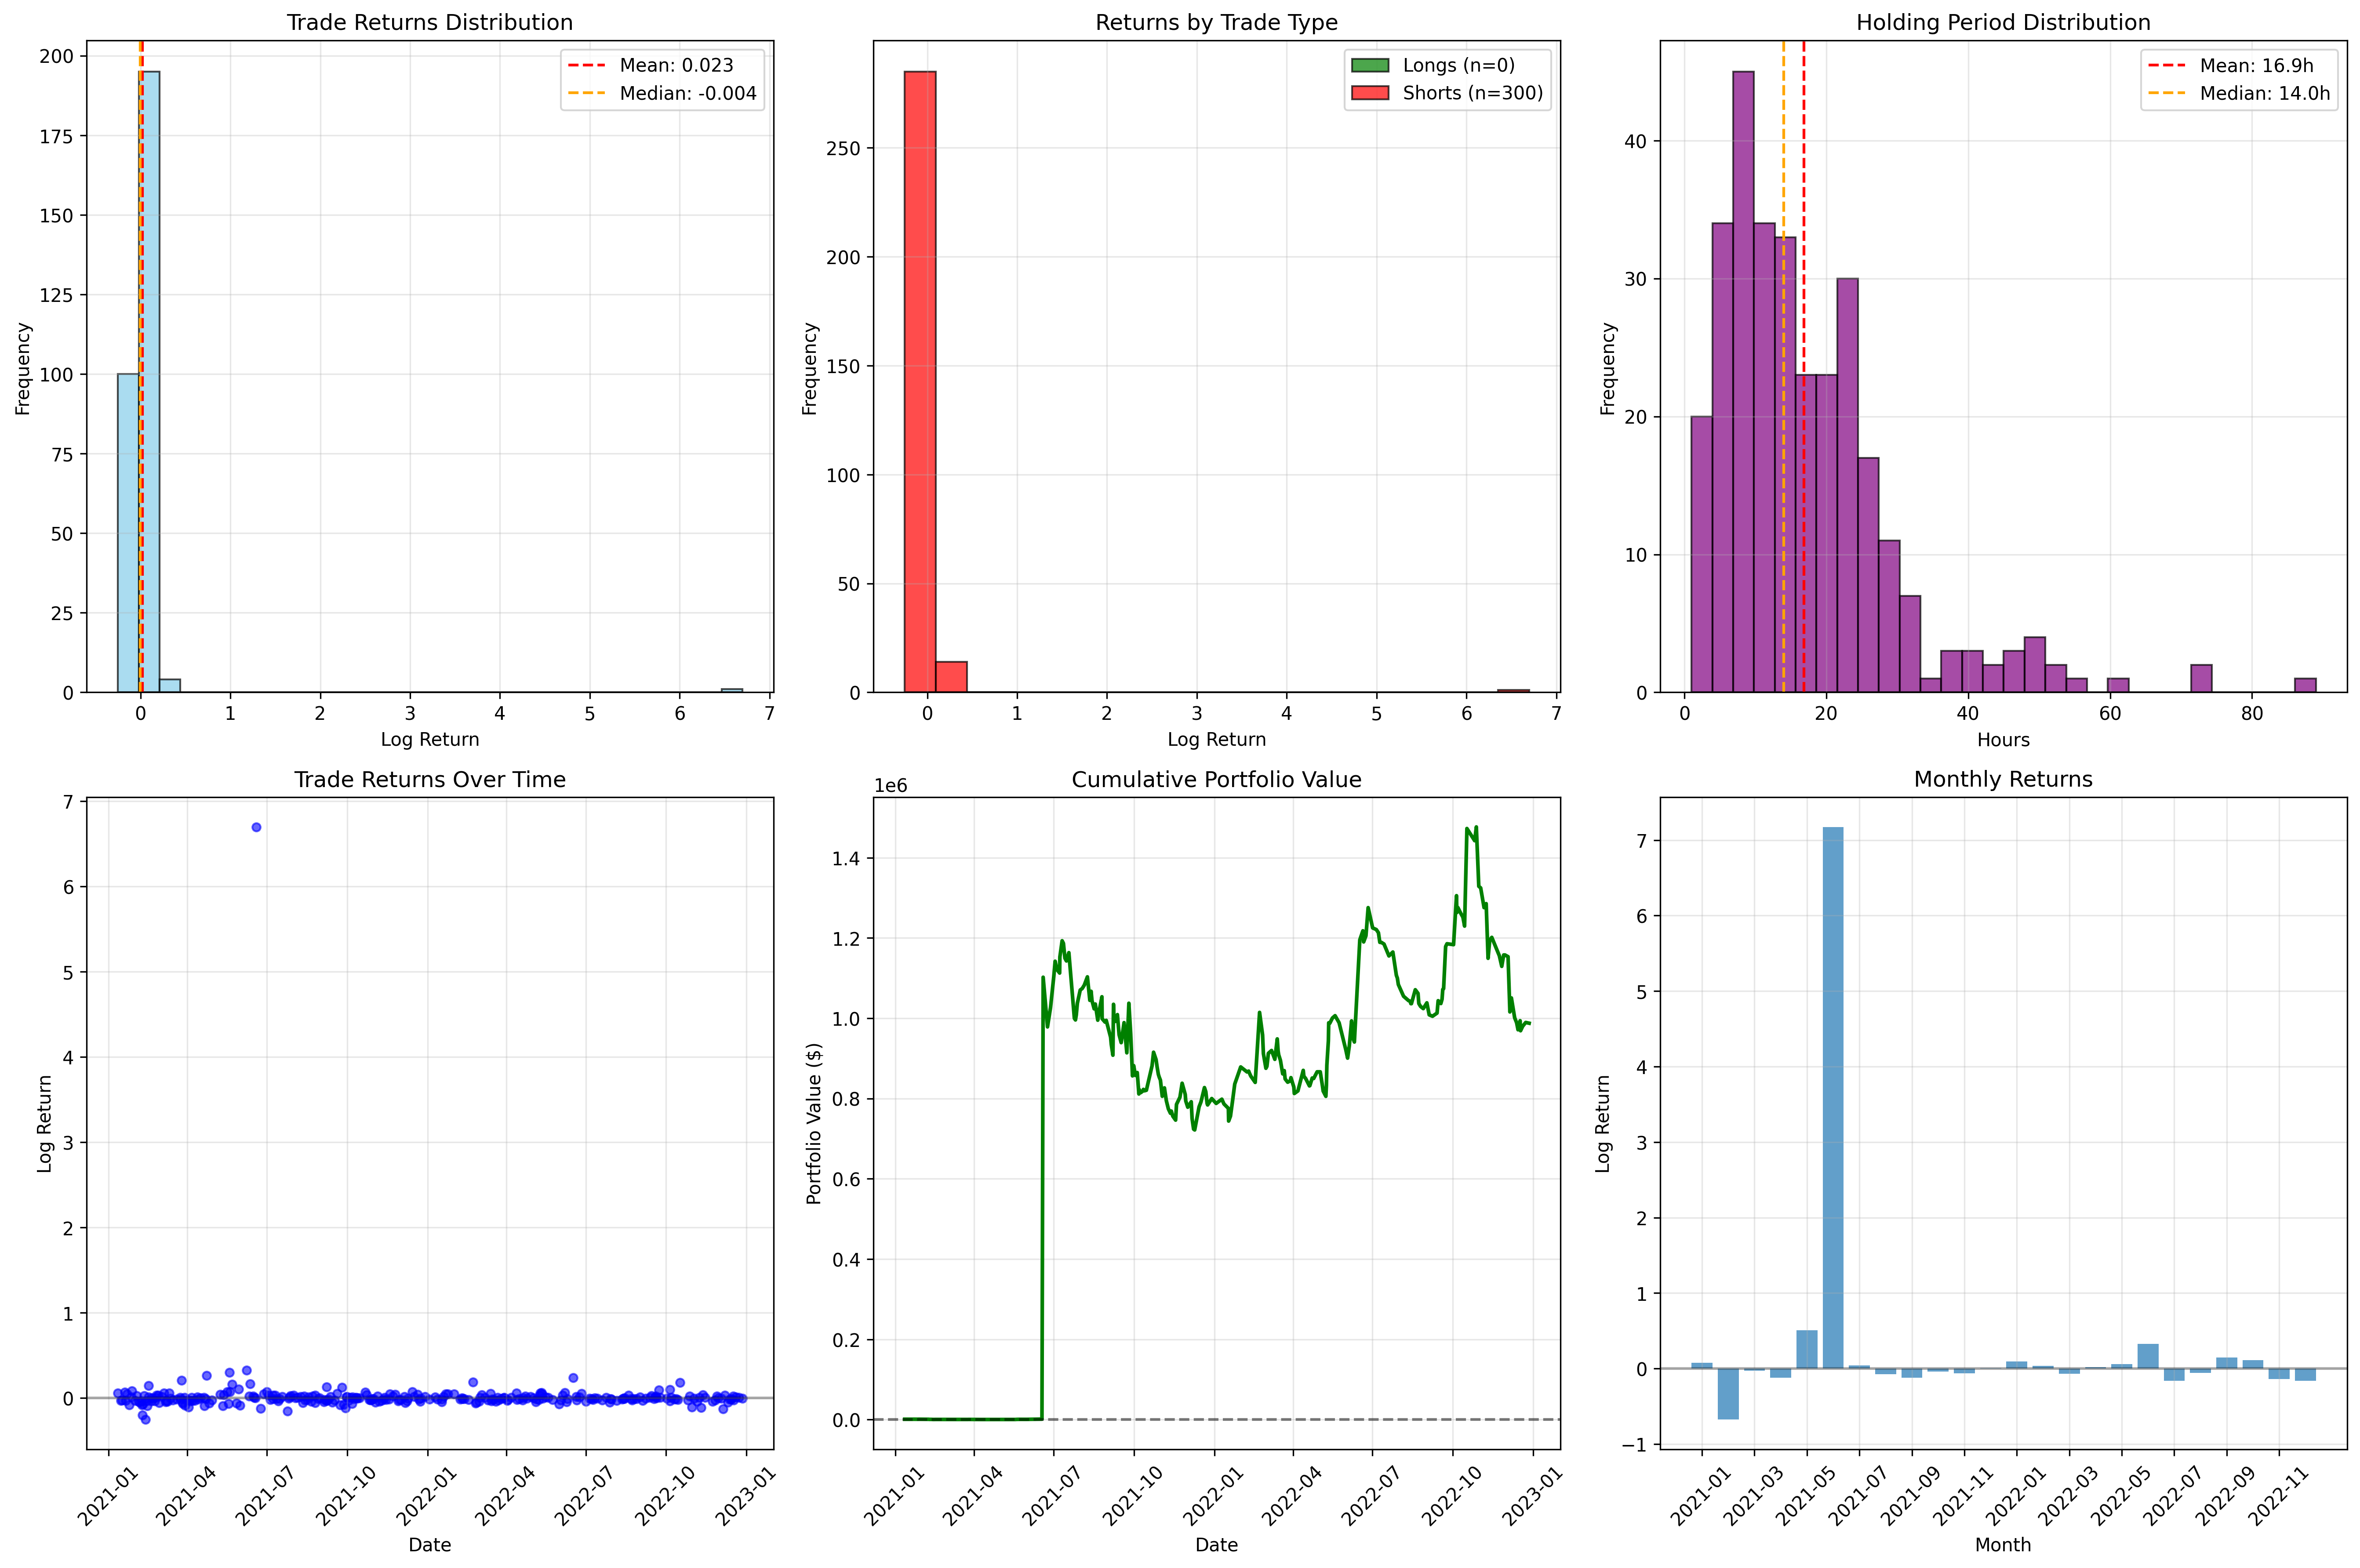 Trade Returns Distribution
Mean: 0.023
Median: -0.004
200
175
150
125
100
75
50
25
0
Frequency
0 1 2 3 4 5 6 7
Log Return
Returns by Trade Type
Longs (n=0)
Shorts (n=300)
250
200
150
100
50
0
Frequency
0 1 2 3 4 5 6 7
Log Return
Holding Period Distribution
Mean: 16.9h
Median: 14.0h
40
30
20
10
0
Frequency
0 20 40 60 80
Hours
Trade Returns Over Time
7
6
5
4
3
2
1
0
Log Return
2021-01 2021-04 2021-07 2021-10 2022-01 2022-04 2022-07 2022-10 2023-01
Date
Cumulative Portfolio Value
1e6
1.4
1.2
1.0
0.8
0.6
0.4
0.2
0.0
Portfolio Value ($)
2021-01 2021-04 2021-07 2021-10 2022-01 2022-04 2022-07 2022-10 2023-01
Date
Monthly Returns
7
6
5
4
3
2
1
0
−1
Log Return
2021-01 2021-03 2021-05 2021-07 2021-09 2021-11 2022-01 2022-03 2022-05 2022-07 2022-09 2022-11
Month